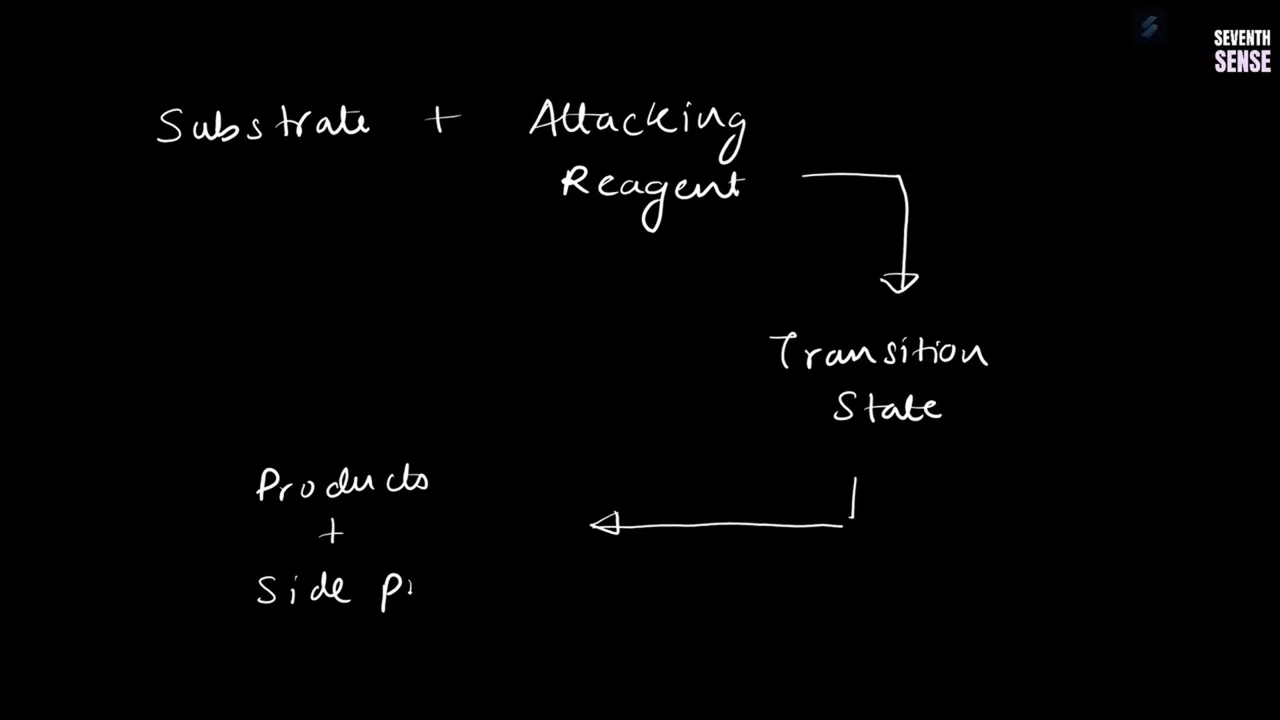 SEVENTH
SENSE
Substrate + Attacking
Reagent
Transition
State
Products
+
Side